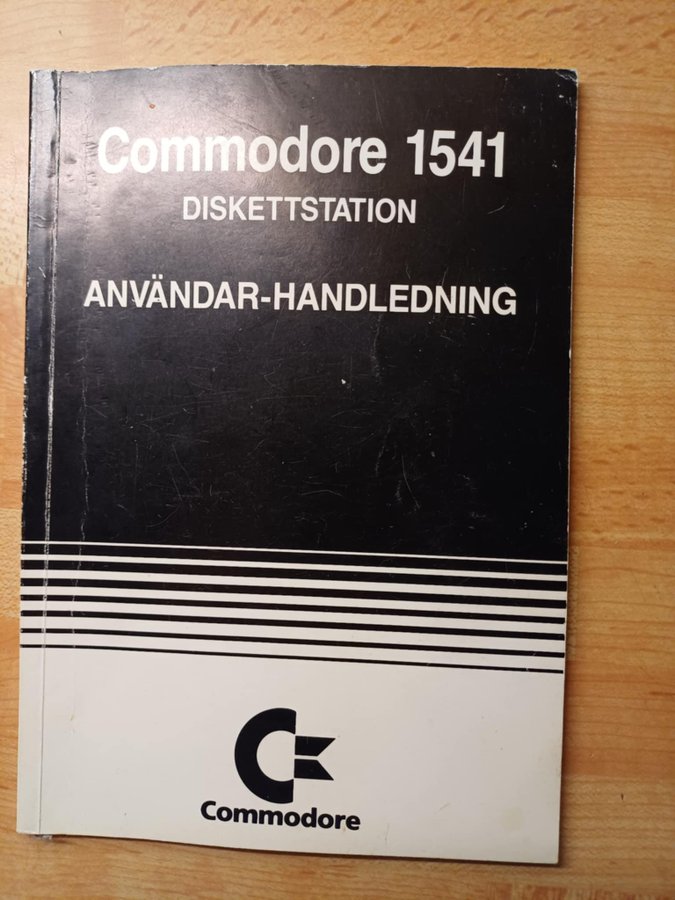 Commodore 1541
DISKETTSTATION
ANVÄNDAR-HANDLEDNING
Commodore